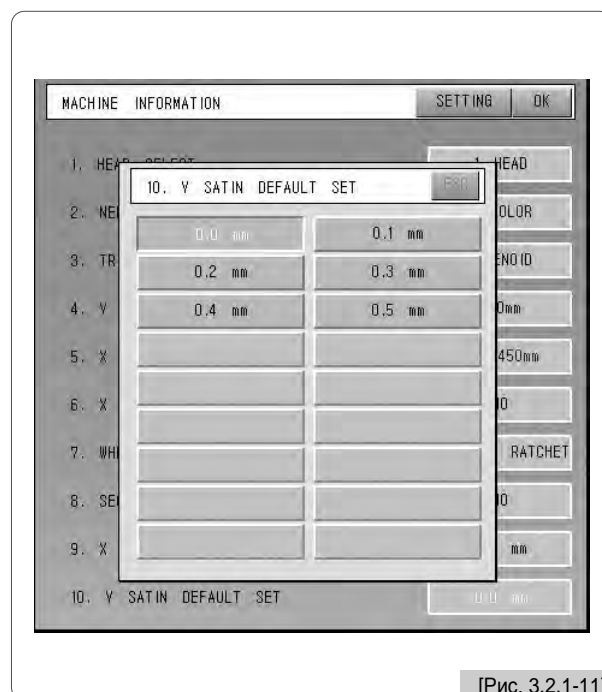 MACHINE INFORMATION SETTING OK
1. HEAD SELECT 1 HEAD
10. Y SATIN DEFAULT SET ESC
2. NE OLOR
0.0 mm 0.1 mm
3. TR ENOID
0.2 mm 0.3 mm
4. Y 0mm
0.4 mm 0.5 mm
5. X 450mm
6. X
7. WH RATCHET
8. SE
9. X mm
10. Y SATIN DEFAULT SET 0.0 mm
[Рис. 3.2.1-11]